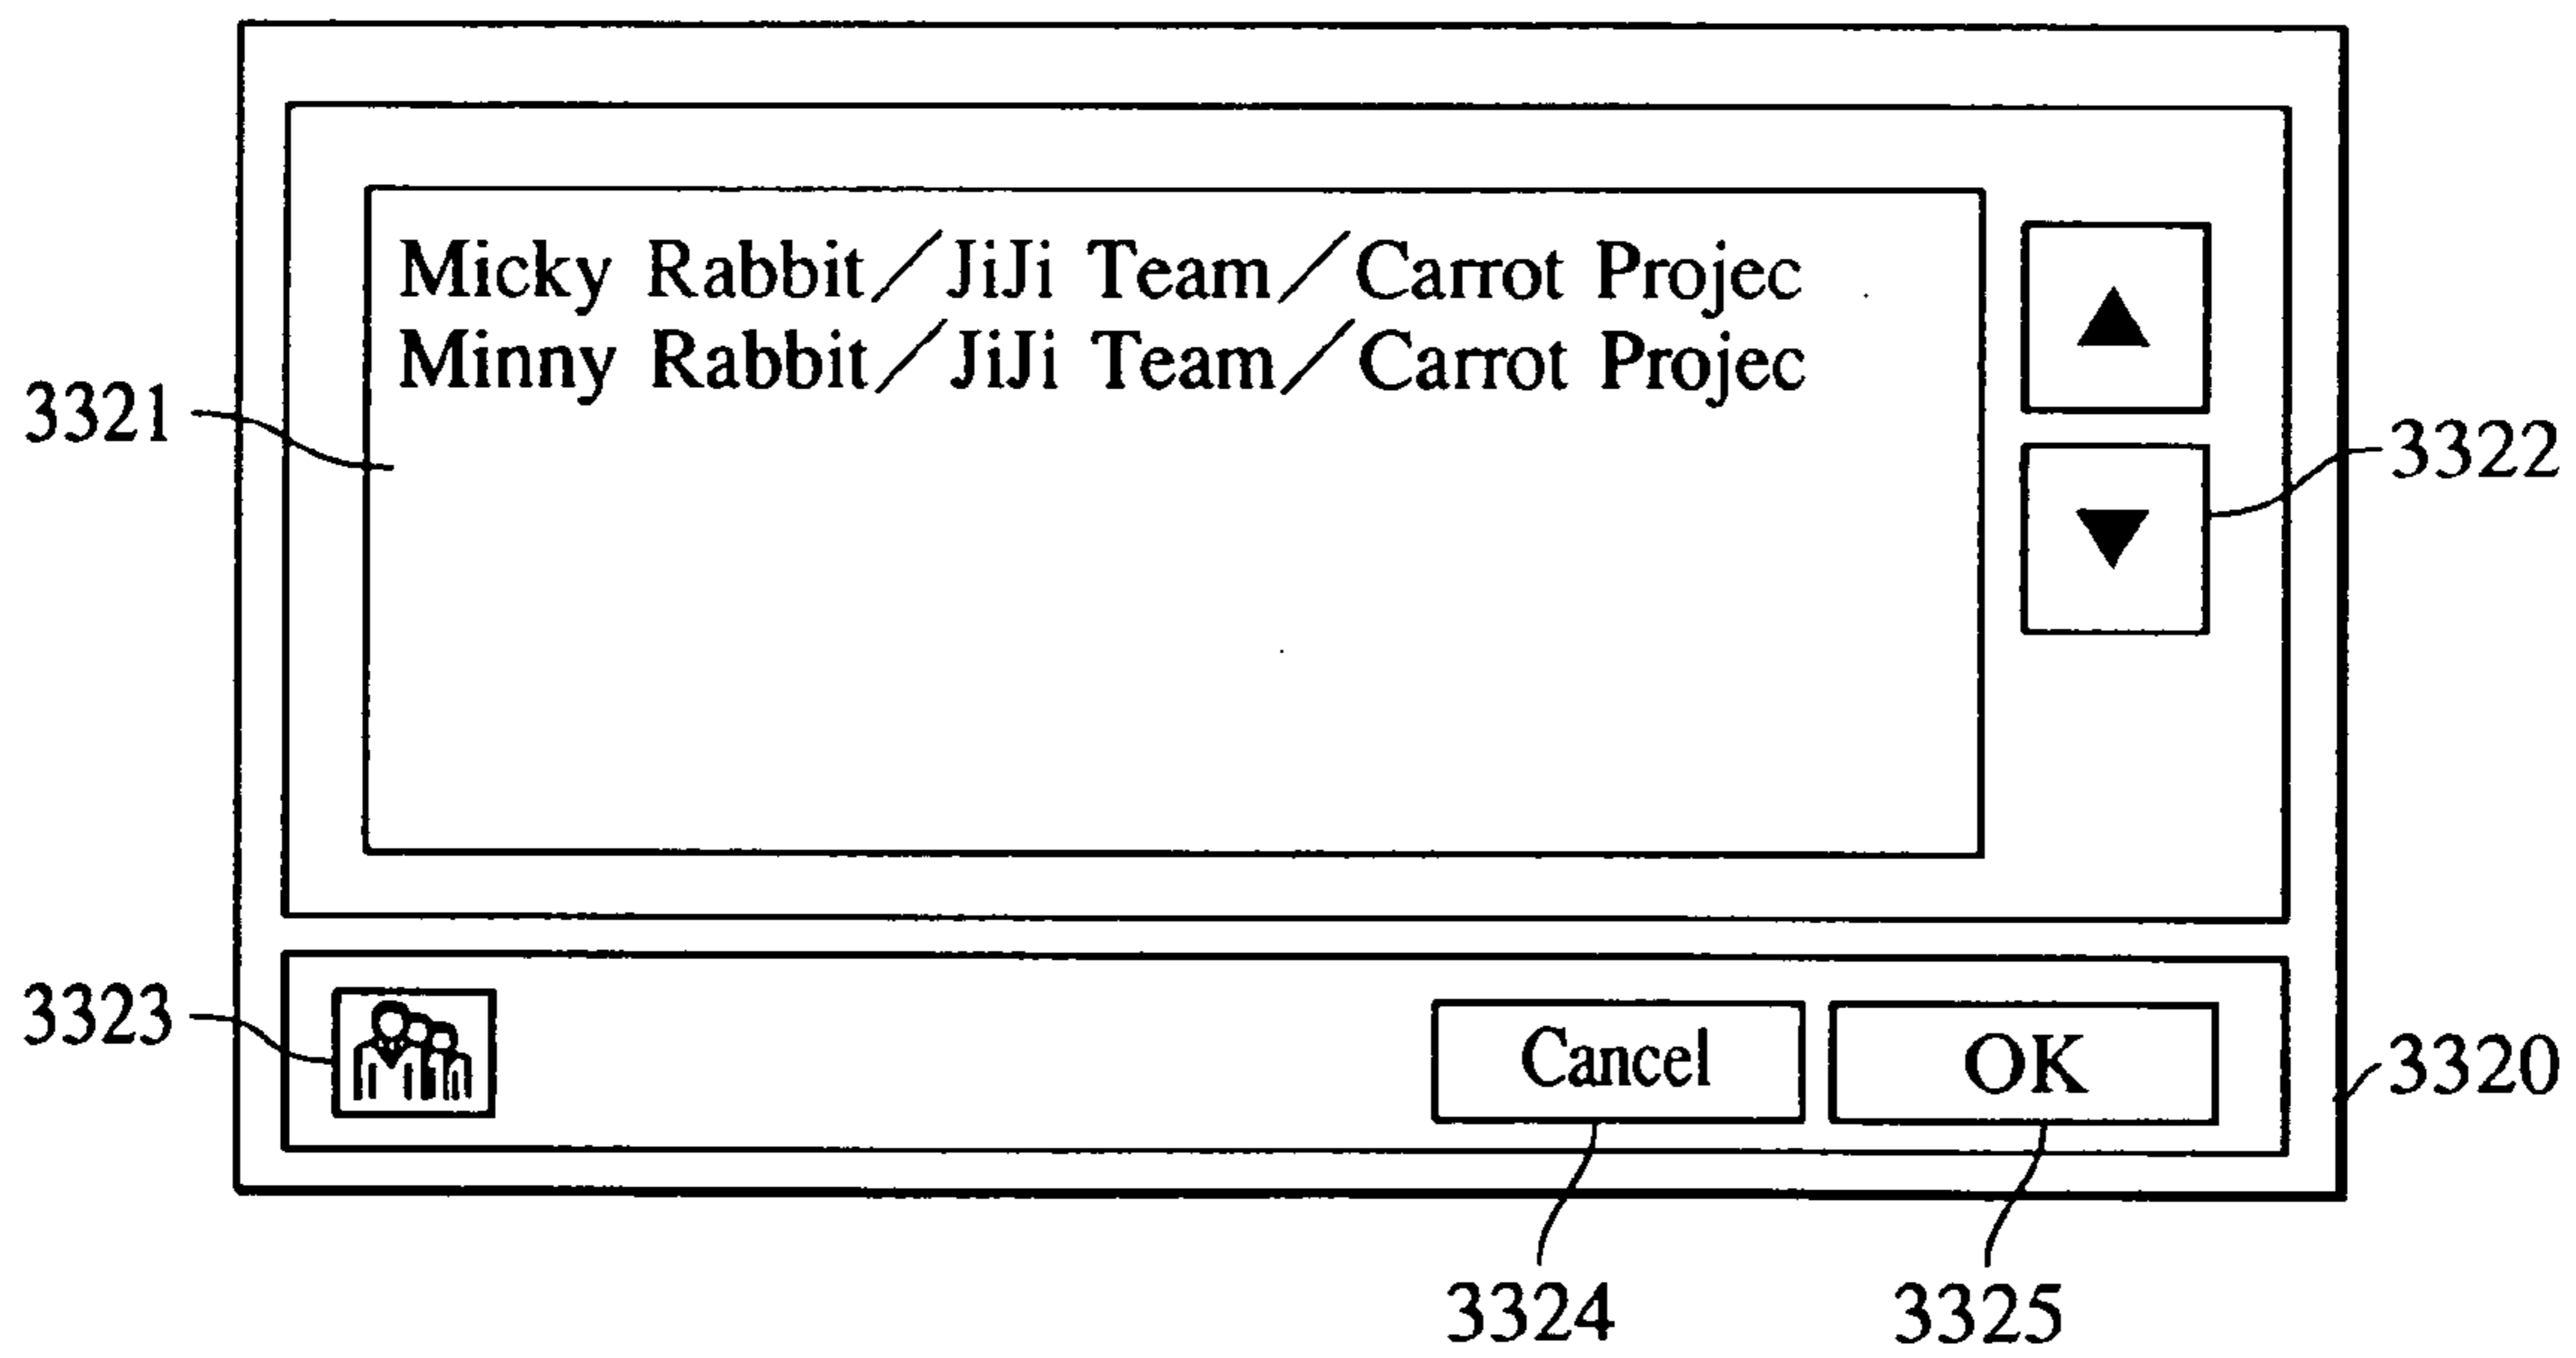 Micky Rabbit／JiJi Team／Carrot Projec
Minny Rabbit／JiJi Team／Carrot Projec
3321
3322
3323
Cancel
OK
3320
3324
3325